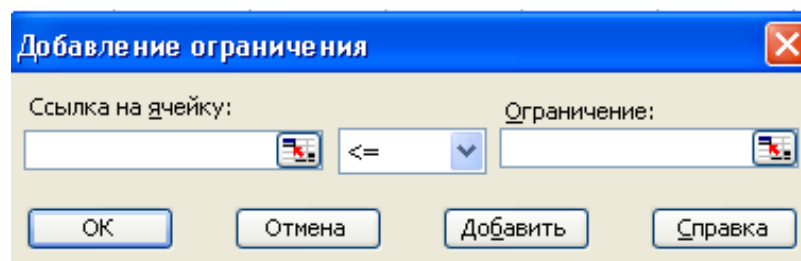 Добавление ограничения
Ссылка на ячейку:
Ограничение:
<=
ОК
Отмена
Добавить
Справка